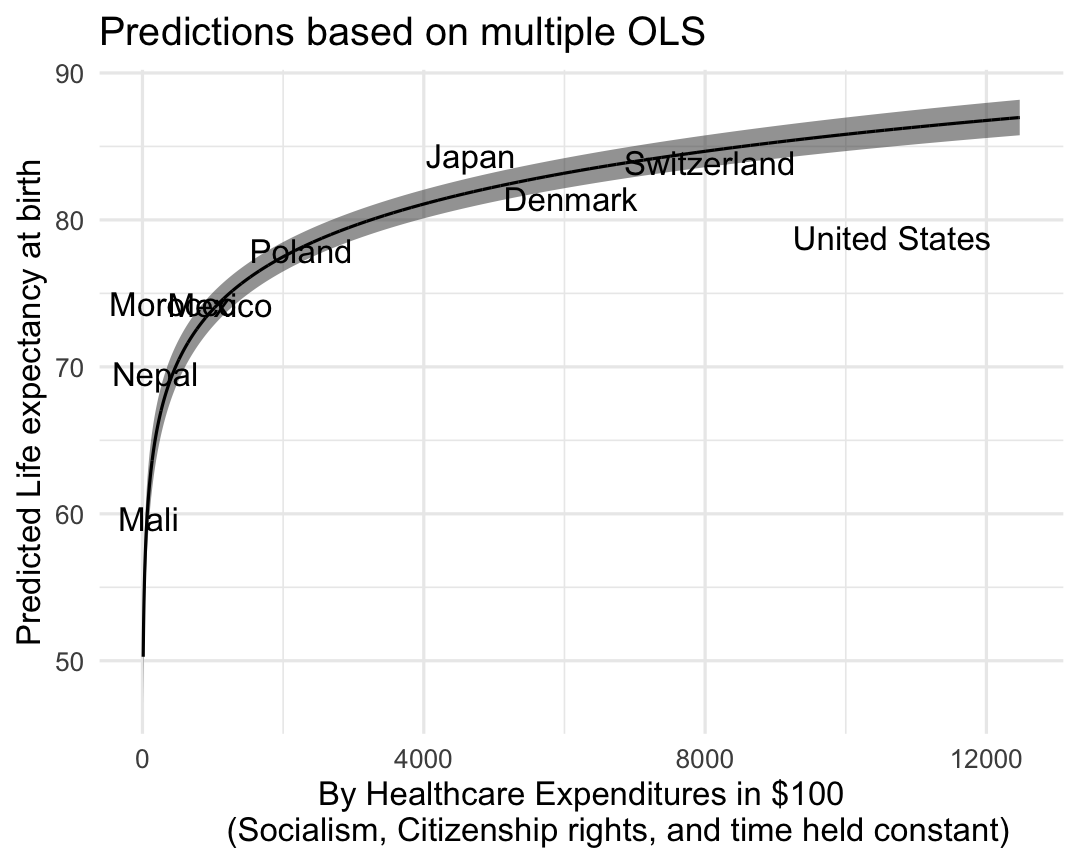 Predictions based on multiple OLS
Predicted Life expectancy at birth
90
80
70
60
50
Japan
Switzerland
Denmark
United States
Poland
Morocco
Mexico
Nepal
Mali
0
4000
8000
12000
By Healthcare Expenditures in $100
(Socialism, Citizenship rights, and time held constant)